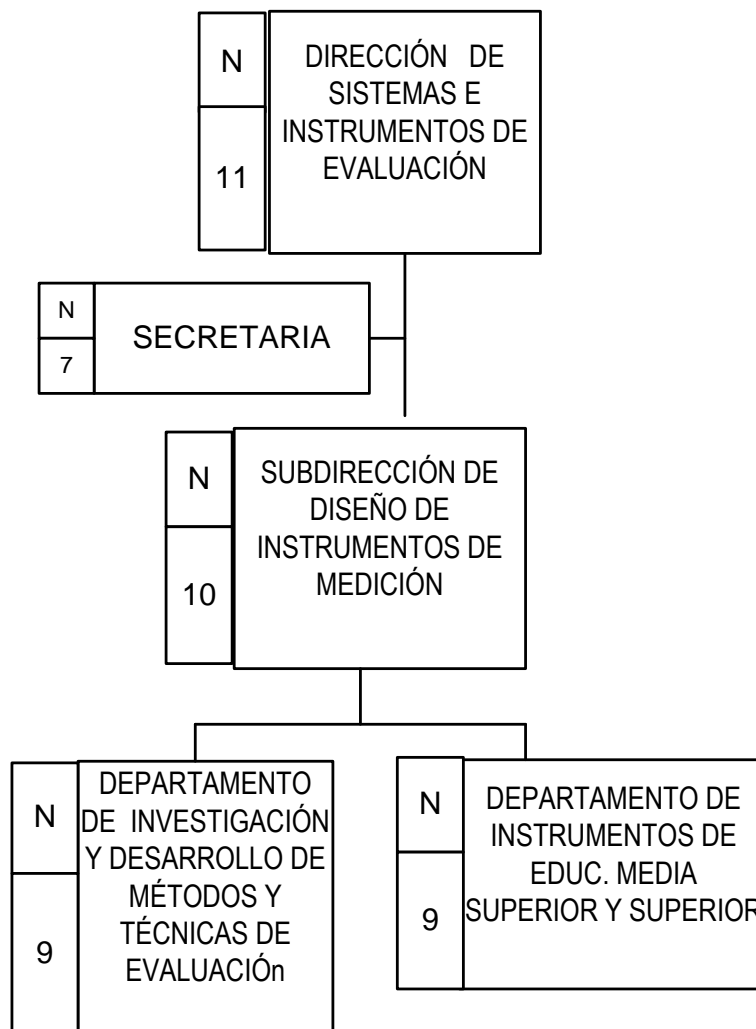 N
11
DIRECCIÓN DE
SISTEMAS E
INSTRUMENTOS DE
EVALUACIÓN
N
7
SECRETARIA
N
10
SUBDIRECCIÓN DE
DISEÑO DE
INSTRUMENTOS DE
MEDICIÓN
N
9
DEPARTAMENTO
DE INVESTIGACIÓN
Y DESARROLLO DE
MÉTODOS Y
TÉCNICAS DE
EVALUACIÓn
N
9
DEPARTAMENTO DE
INSTRUMENTOS DE
EDUC. MEDIA
SUPERIOR Y SUPERIOR